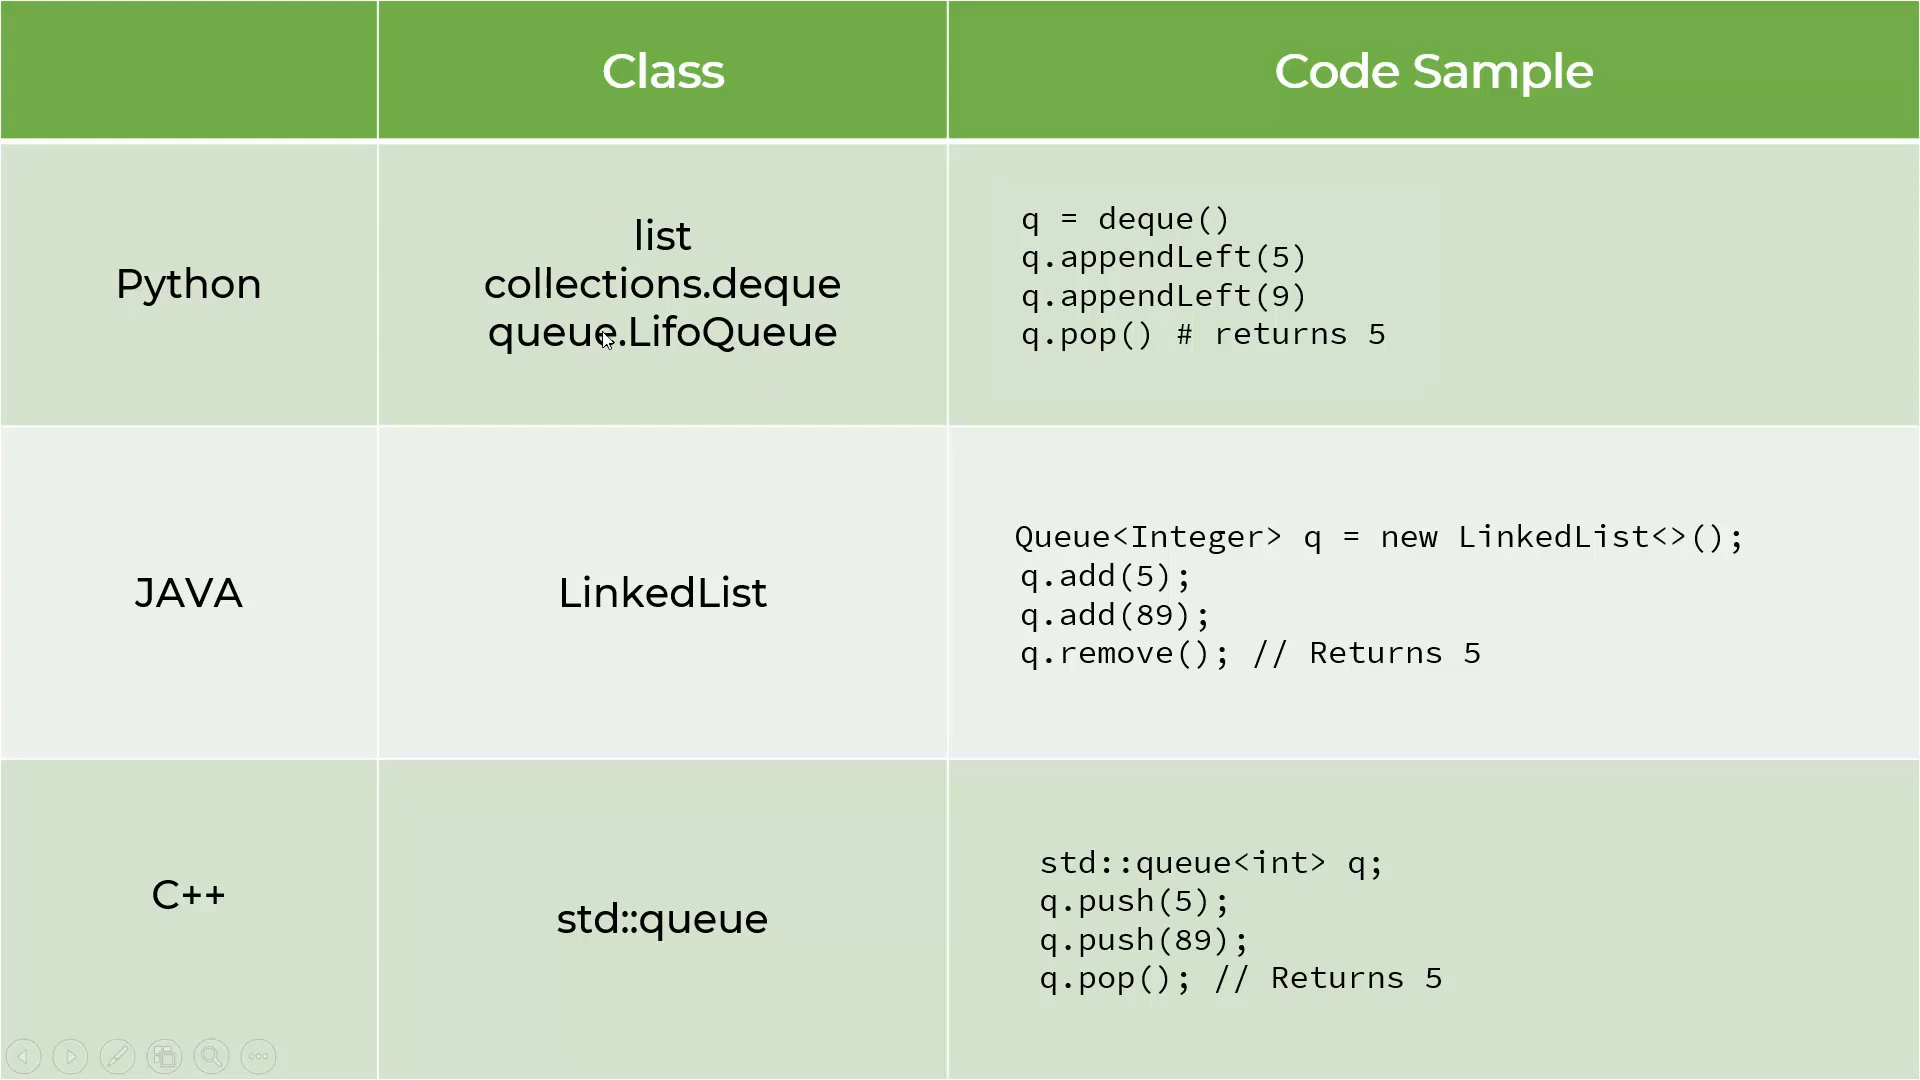 Class
Code Sample
Python
list
collections.deque
queue.LifoQueue
q = deque()
q.appendLeft(5)
q.appendLeft(9)
q.pop() # returns 5
JAVA
LinkedList
Queue<Integer> q = new LinkedList<>();
q.add(5);
q.add(89);
q.remove(); // Returns 5
C++
std::queue
std::queue<int> q;
q.push(5);
q.push(89);
q.pop(); // Returns 5